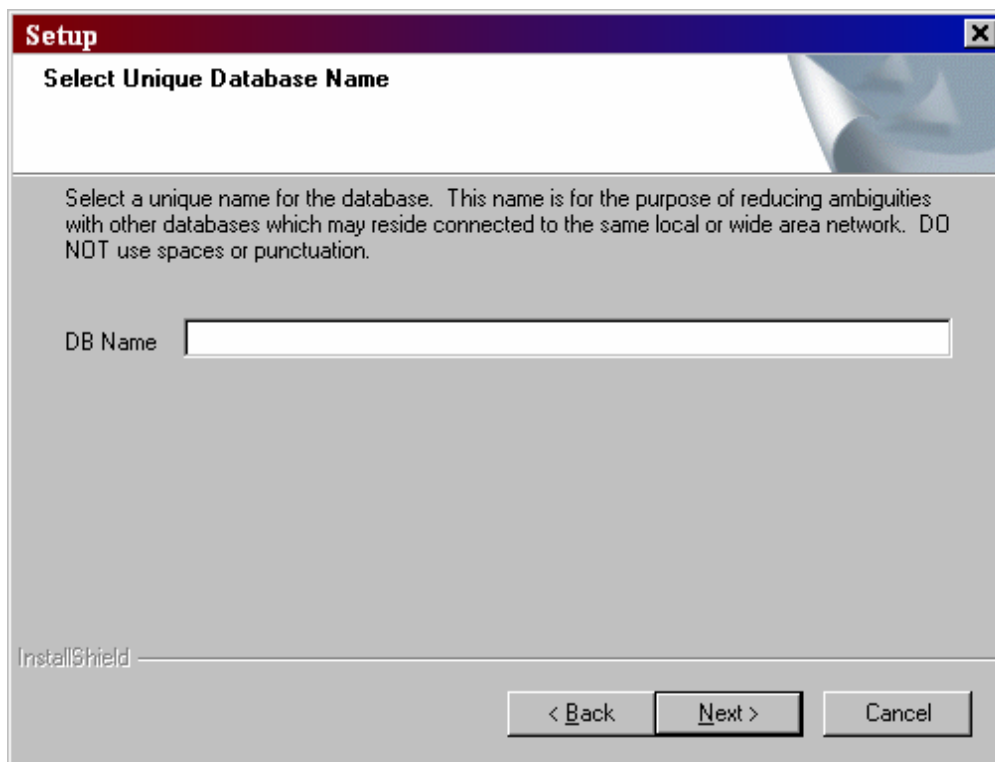 Setup
Select Unique Database Name
Select a unique name for the database.  This name is for the purpose of reducing ambiguities
with other databases which may reside connected to the same local or wide area network.  DO
NOT use spaces or punctuation.
DB Name
InstallShield
< Back
Next >
Cancel